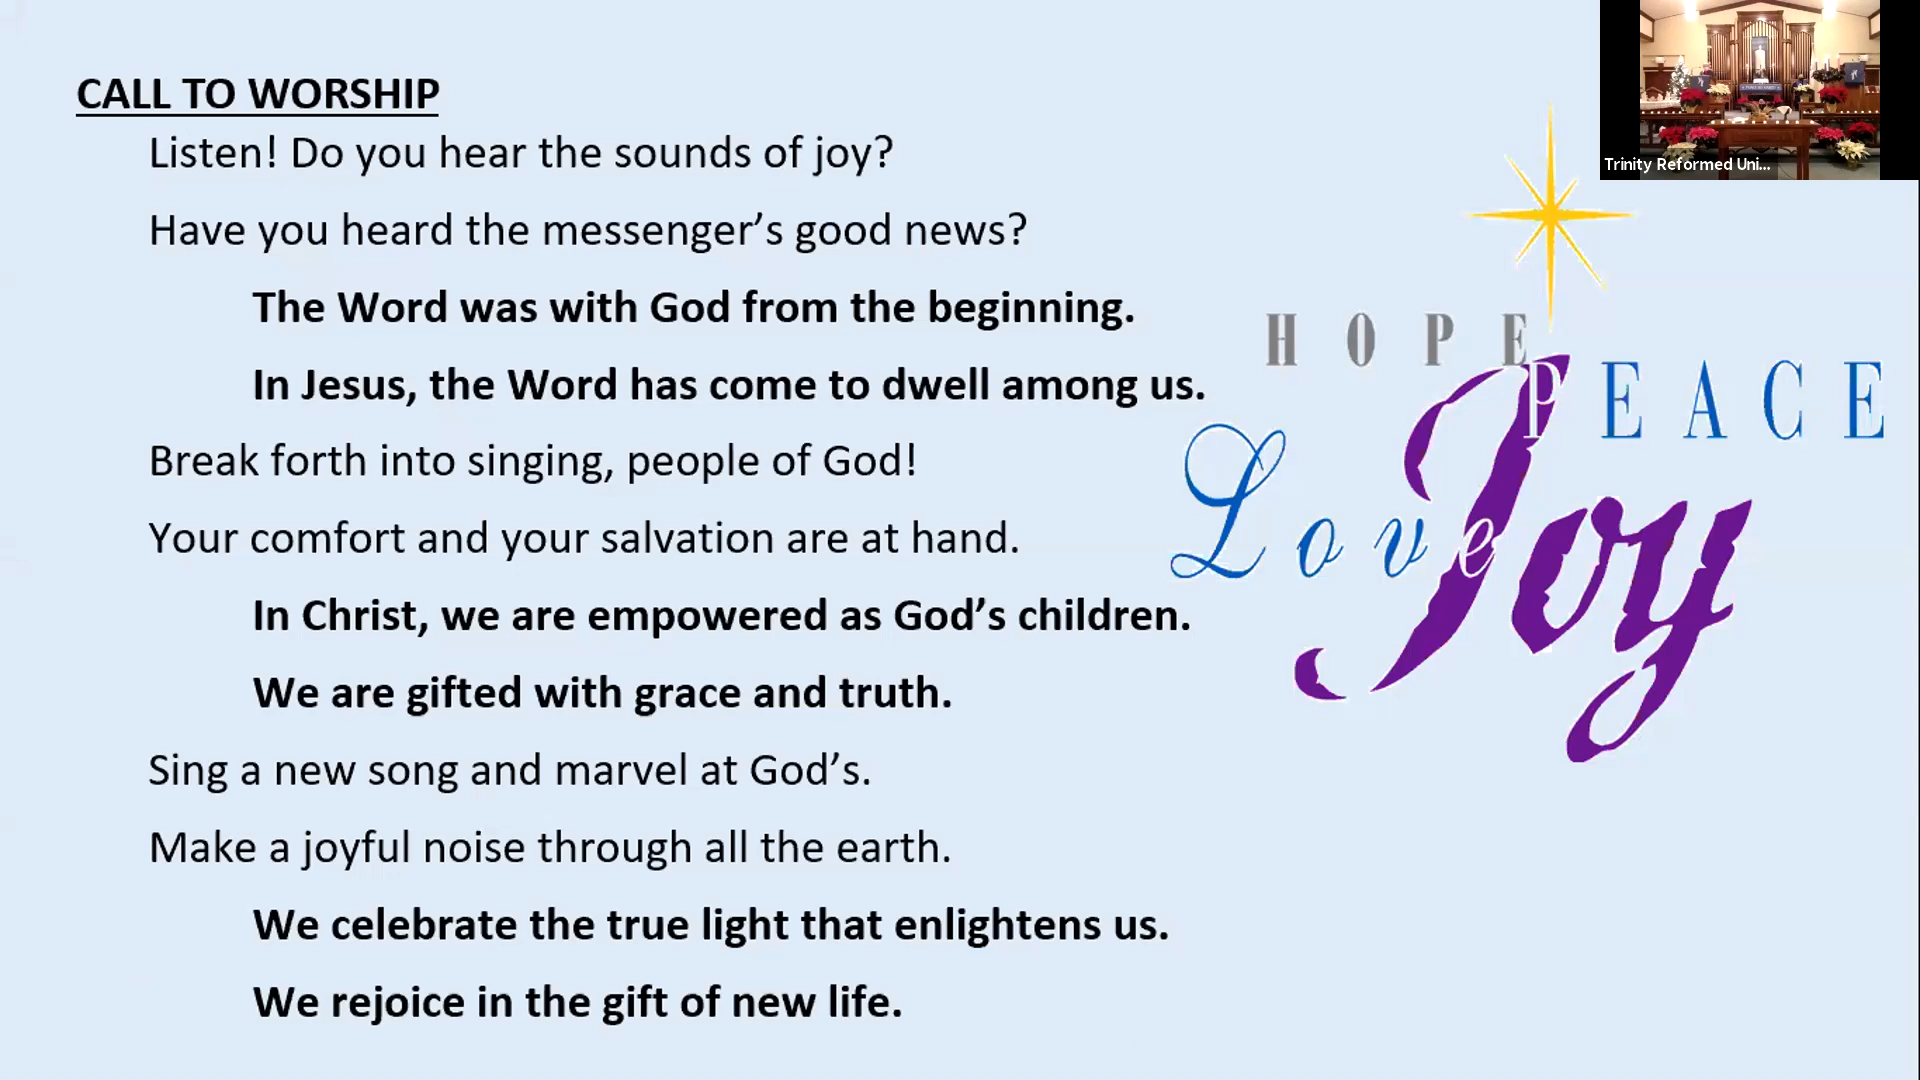 CALL TO WORSHIP
Listen! Do you hear the sounds of joy?
Have you heard the messenger’s good news?
The Word was with God from the beginning.
In Jesus, the Word has come to dwell among us.
Break forth into singing, people of God!
Your comfort and your salvation are at hand.
In Christ, we are empowered as God’s children.
We are gifted with grace and truth.
Sing a new song and marvel at God’s.
Make a joyful noise through all the earth.
We celebrate the true light that enlightens us.
We rejoice in the gift of new life.
Trinity Reformed Uni...
HOPE
PEACE
Love
Joy